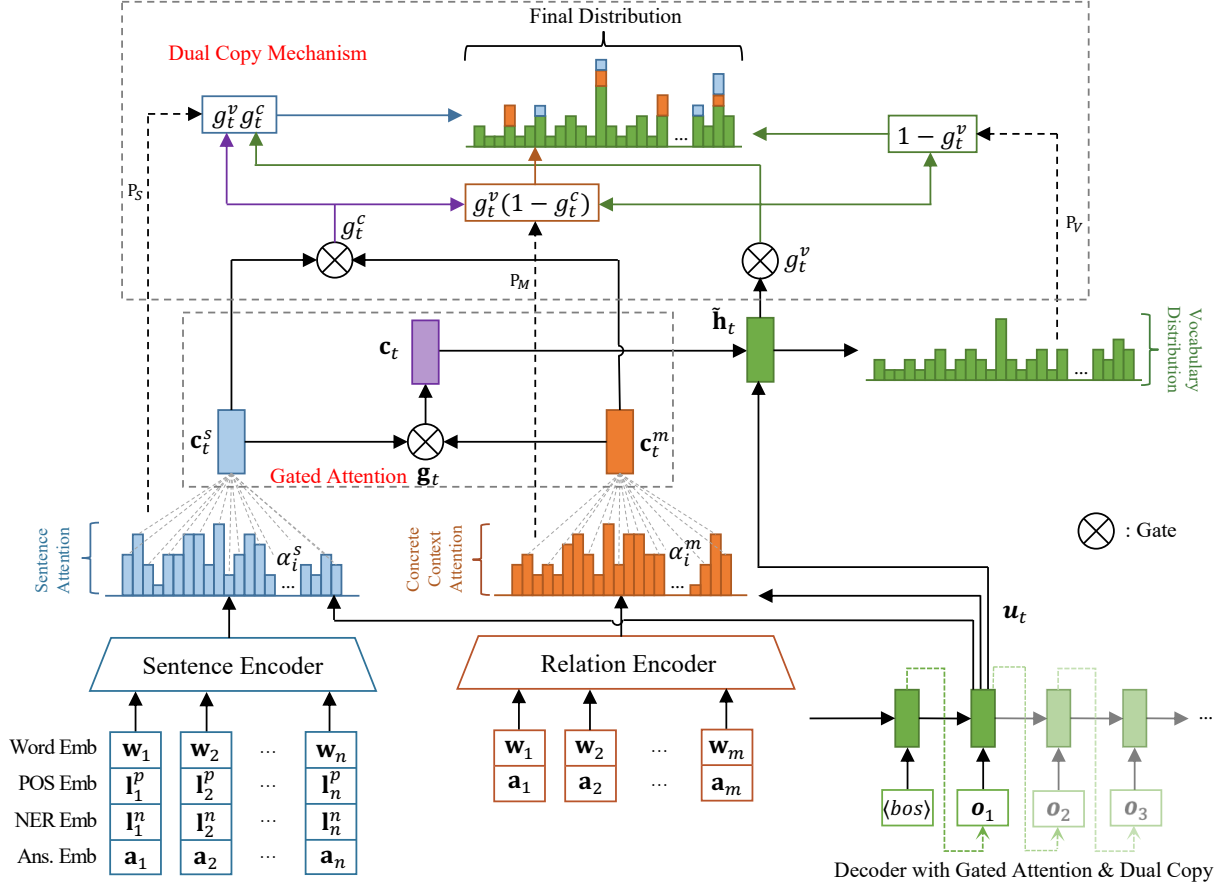 Final Distribution
Dual Copy Mechanism
g_t^v g_t^c
...
1 − g_t^v
P_S
g_t^v(1 − g_t^c)
P_V
g_t^c
P_M
g_t^v
h̃_t
c_t
...
Vocabulary
Distribution
c_t^s
c_t^m
Gated Attention
g_t
Sentence
Attention
α_i^s
...
Concrete
Context
Attention
α_i^m
...
: Gate
u_t
Sentence Encoder
Relation Encoder
Word Emb w_1 w_2 ... w_n
POS Emb l_1^p l_2^p l_n^p
NER Emb l_1^n l_2^n l_n^n
Ans. Emb a_1 a_2 ... a_n
w_1 w_2 ... w_m
a_1 a_2 ... a_m
...
⟨bos⟩ o_1 o_2 o_3
Decoder with Gated Attention & Dual Copy